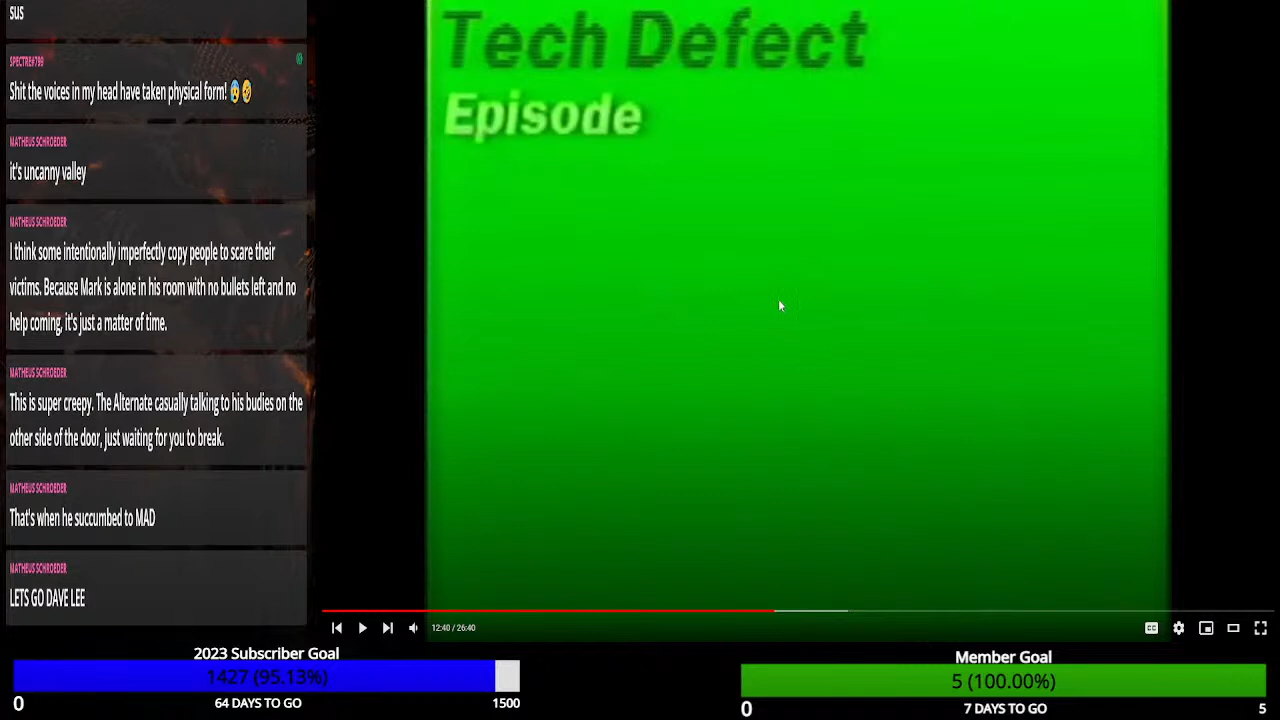 sus
SPECTRE#799
Shit the voices in my head have taken physical form! 😰🤣
MATHEUS SCHROEDER
it's uncanny valley
MATHEUS SCHROEDER
I think some intentionally imperfectly copy people to scare their
victims. Because Mark is alone in his room with no bullets left and no
help coming, it's just a matter of time.
MATHEUS SCHROEDER
This is super creepy. The Alternate casually talking to his budies on the
other side of the door, just waiting for you to break.
MATHEUS SCHROEDER
That's when he succumbed to MAD
MATHEUS SCHROEDER
LETS GO DAVE LEE
Tech Defect
Episode
12:40 / 26:40
CC
2023 Subscriber Goal
1427 (95.13%)
0
64 DAYS TO GO
1500
Member Goal
5 (100.00%)
0
7 DAYS TO GO
5